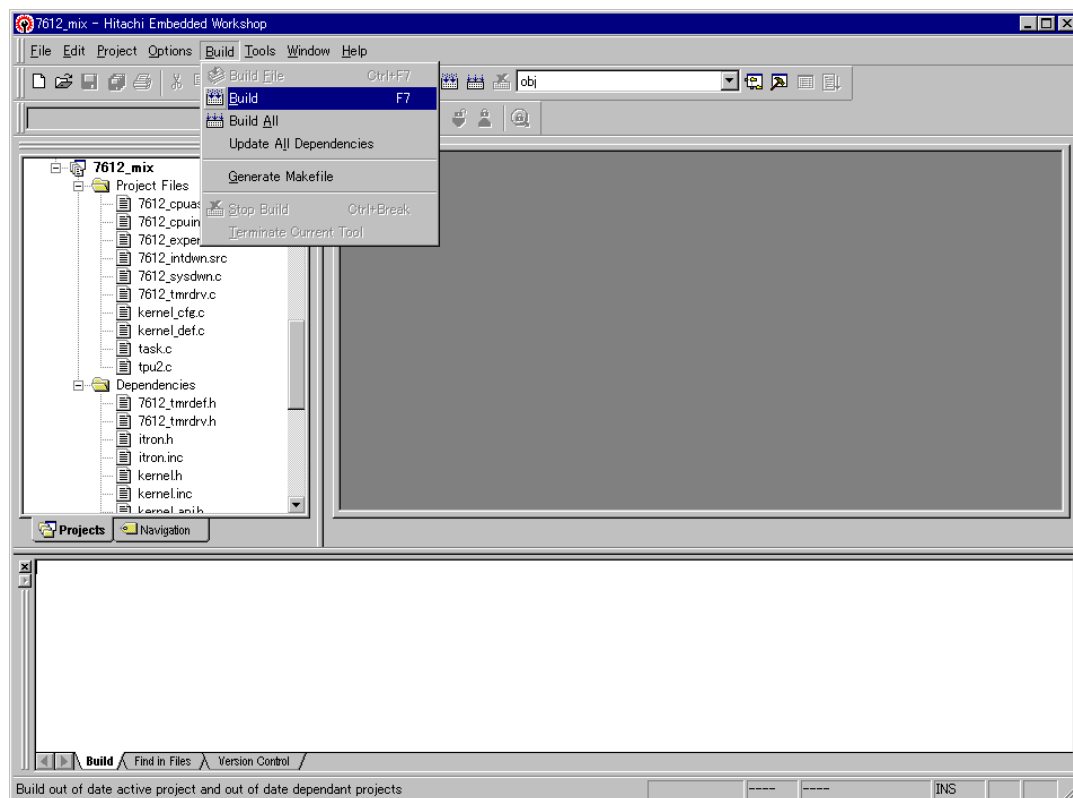 7612_mix - Hitachi Embedded Workshop
File Edit Project Options Build Tools Window Help
obj
Build File Ctrl+F7
Build F7
Build All
Update All Dependencies
Generate Makefile
Stop Build Ctrl+Break
Terminate Current Tool
7612_mix
Project Files
7612_cpuas
7612_cpuin
7612_exper
7612_intdwn.src
7612_sysdwn.c
7612_tmrdrv.c
kernel_cfg.c
kernel_def.c
task.c
tpu2.c
Dependencies
7612_tmrdef.h
7612_tmrdrv.h
itron.h
itron.inc
kernel.h
kernel.inc
kernel_api.h
Projects Navigation
Build Find in Files Version Control
Build out of date active project and out of date dependant projects ---- ---- INS